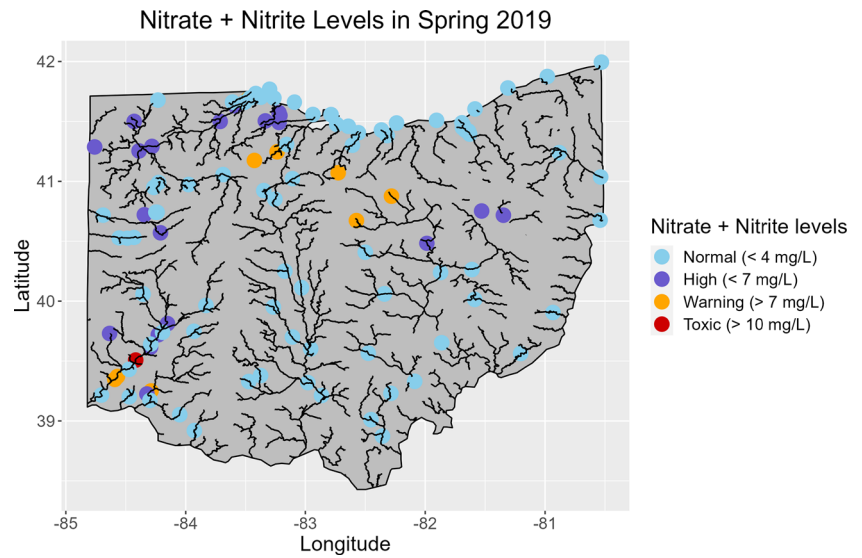 Nitrate + Nitrite Levels in Spring 2019
42
41
40
39
Latitude
-85
-84
-83
-82
-81
Longitude
Nitrate + Nitrite levels
Normal (< 4 mg/L)
High (< 7 mg/L)
Warning (> 7 mg/L)
Toxic (> 10 mg/L)